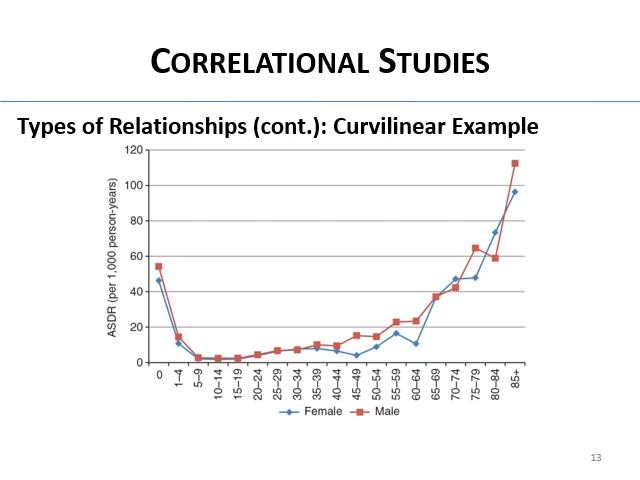 CORRELATIONAL STUDIES
Types of Relationships (cont.): Curvilinear Example
ASDR (per 1,000 person-years)
120
100
80
60
40
20
0
0 1–4 5–9 10–14 15–19 20–24 25–29 30–34 35–39 40–44 45–49 50–54 55–59 60–64 65–69 70–74 75–79 80–84 85+
Female Male
13